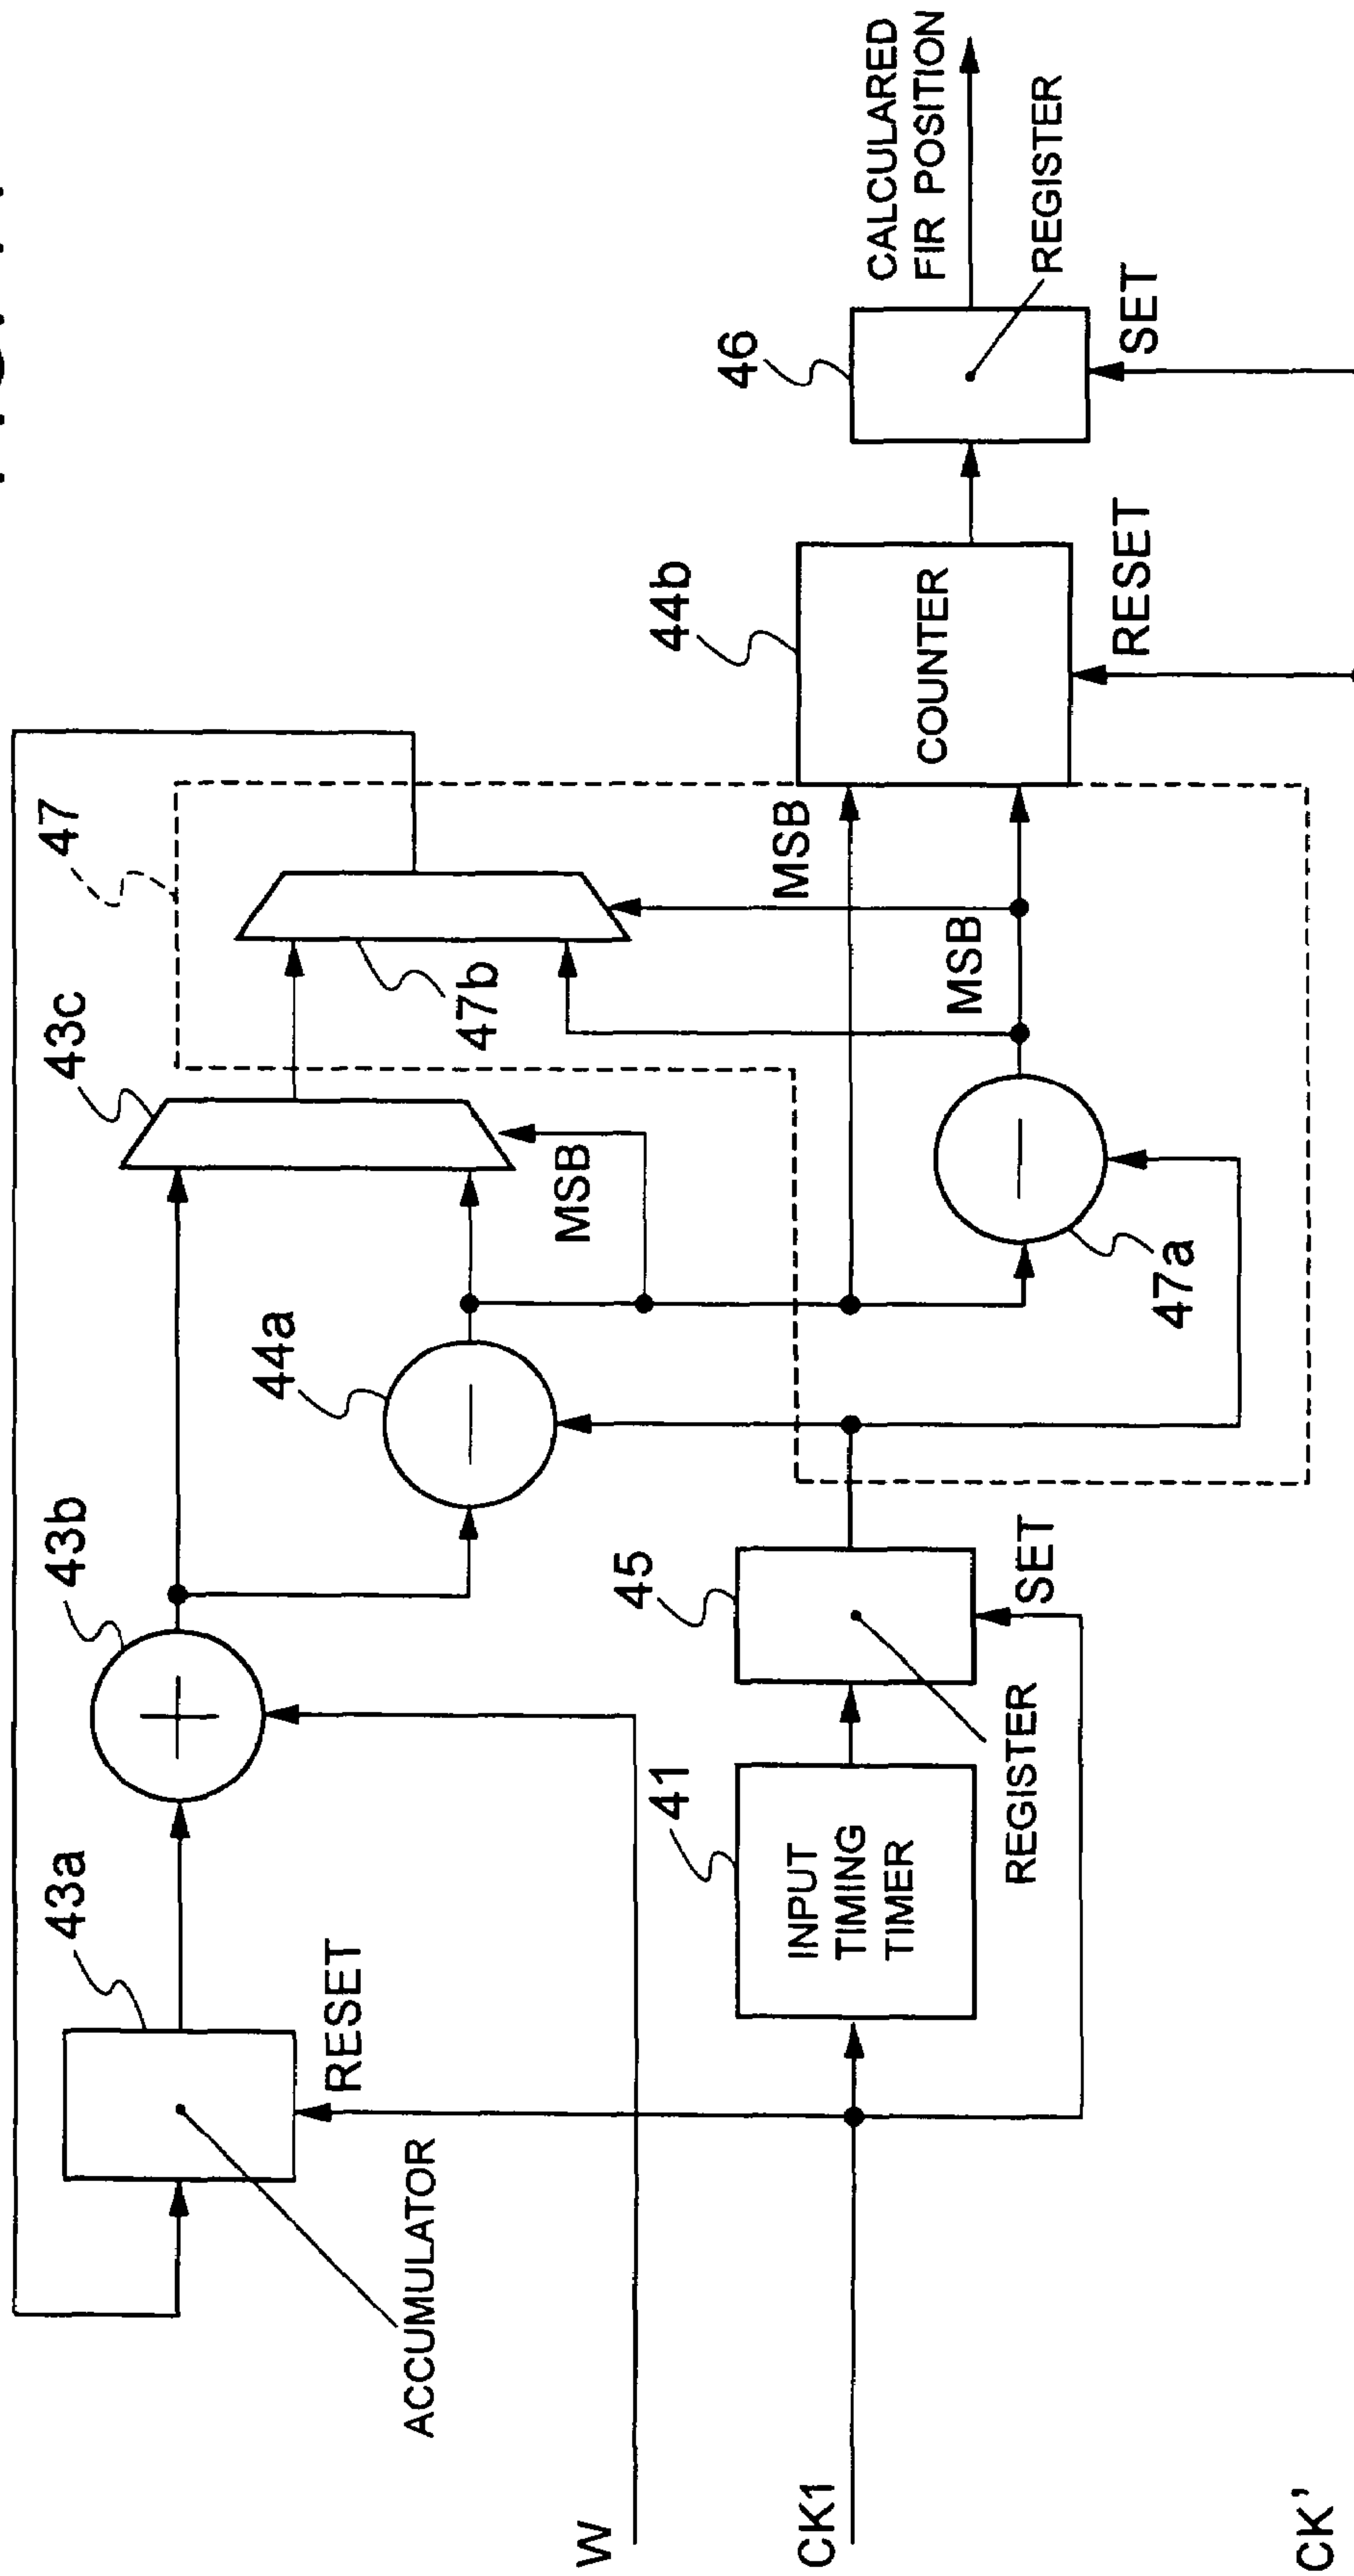 47
43c
43b
43a
RESET
ACCUMULATOR
44a
MSB
47b
MSB
MSB
47a
44b
COUNTER
RESET
46
SET
REGISTER
CALCULARED
FIR POSITION
45
SET
REGISTER
41
INPUT
TIMING
TIMER
W
CK1
CK'